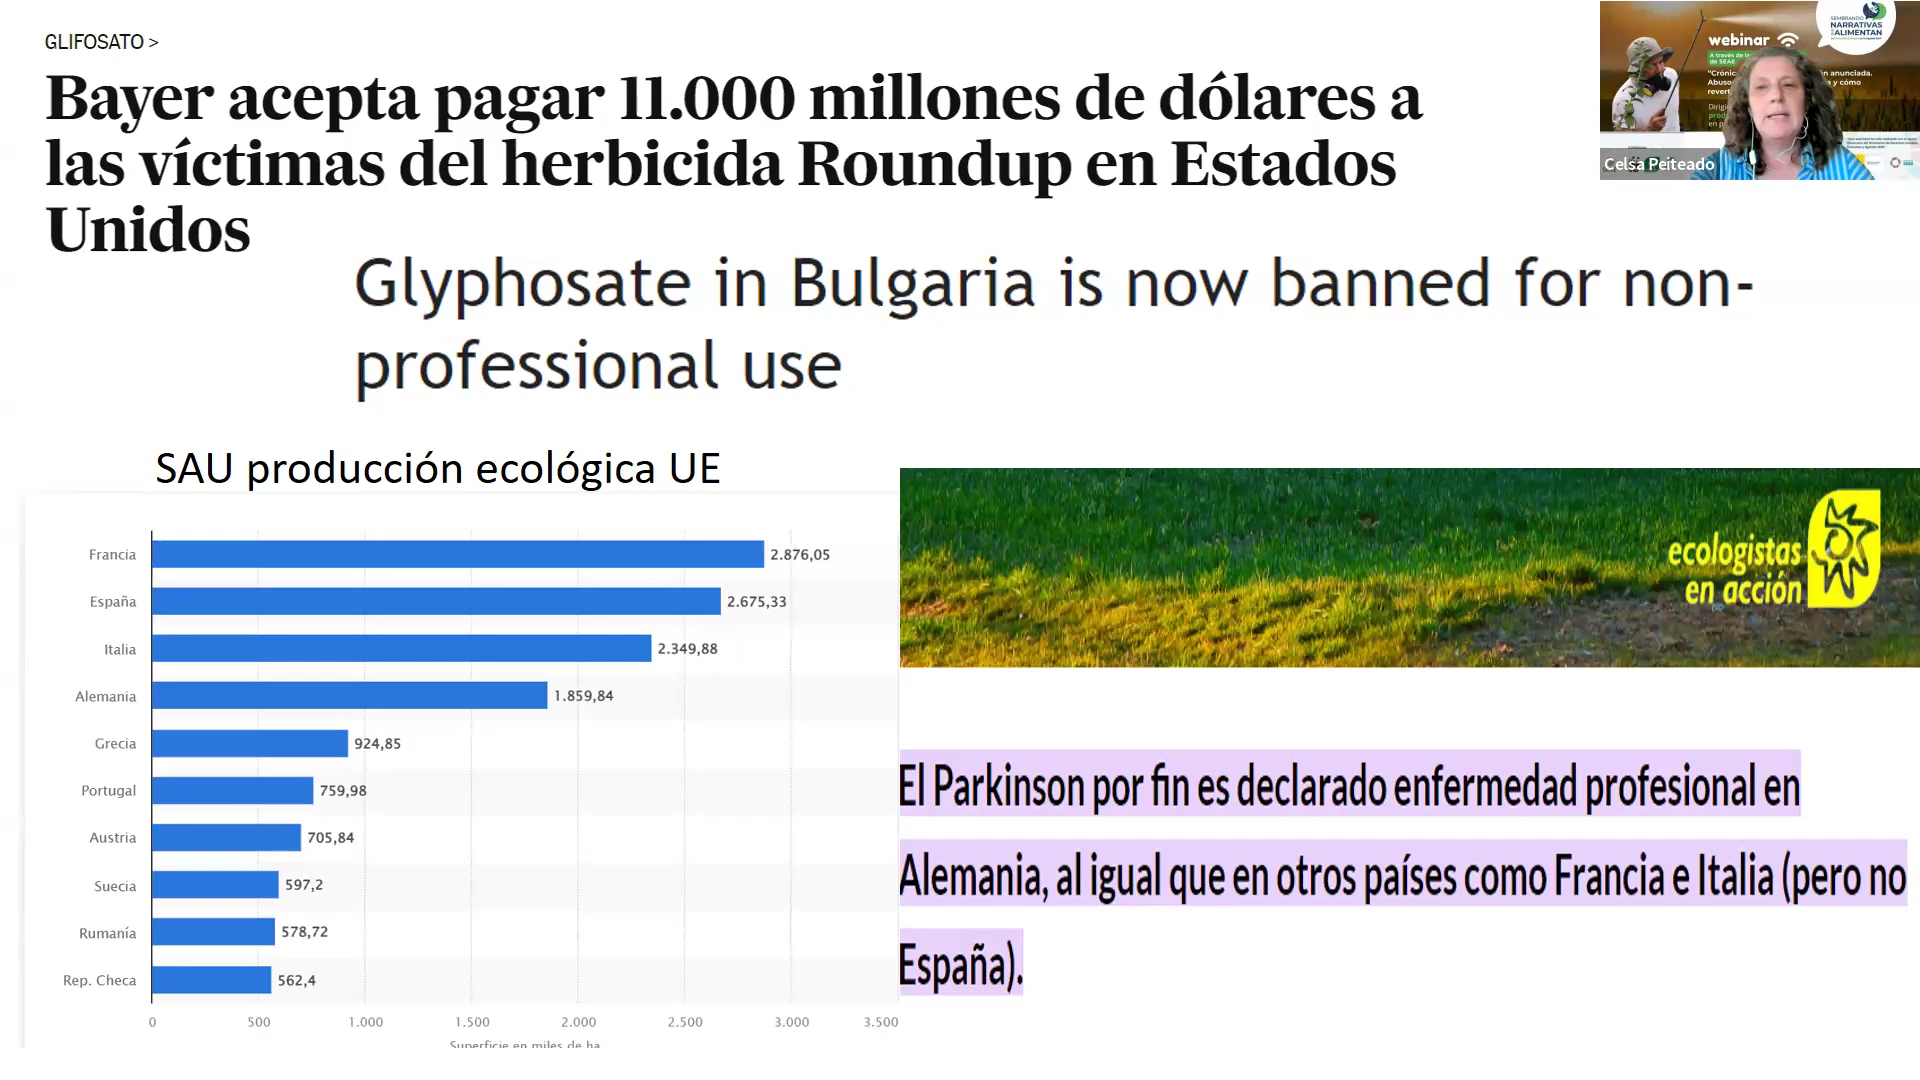 GLIFOSATO >
Bayer acepta pagar 11.000 millones de dólares a
las víctimas del herbicida Roundup en Estados
Unidos
Glyphosate in Bulgaria is now banned for non-
professional use
webinar
SEMBRANDO
NARRATIVAS
ALIMENTAN
Celsa Peiteado
SAU producción ecológica UE
Francia 2.876,05
España 2.675,33
Italia 2.349,88
Alemania 1.859,84
Grecia 924,85
Portugal 759,98
Austria 705,84
Suecia 597,2
Rumanía 578,72
Rep. Checa 562,4
0 500 1.000 1.500 2.000 2.500 3.000 3.500
Superficie en miles de ha
ecologistas
en acción
El Parkinson por fin es declarado enfermedad profesional en
Alemania, al igual que en otros países como Francia e Italia (pero no
España).